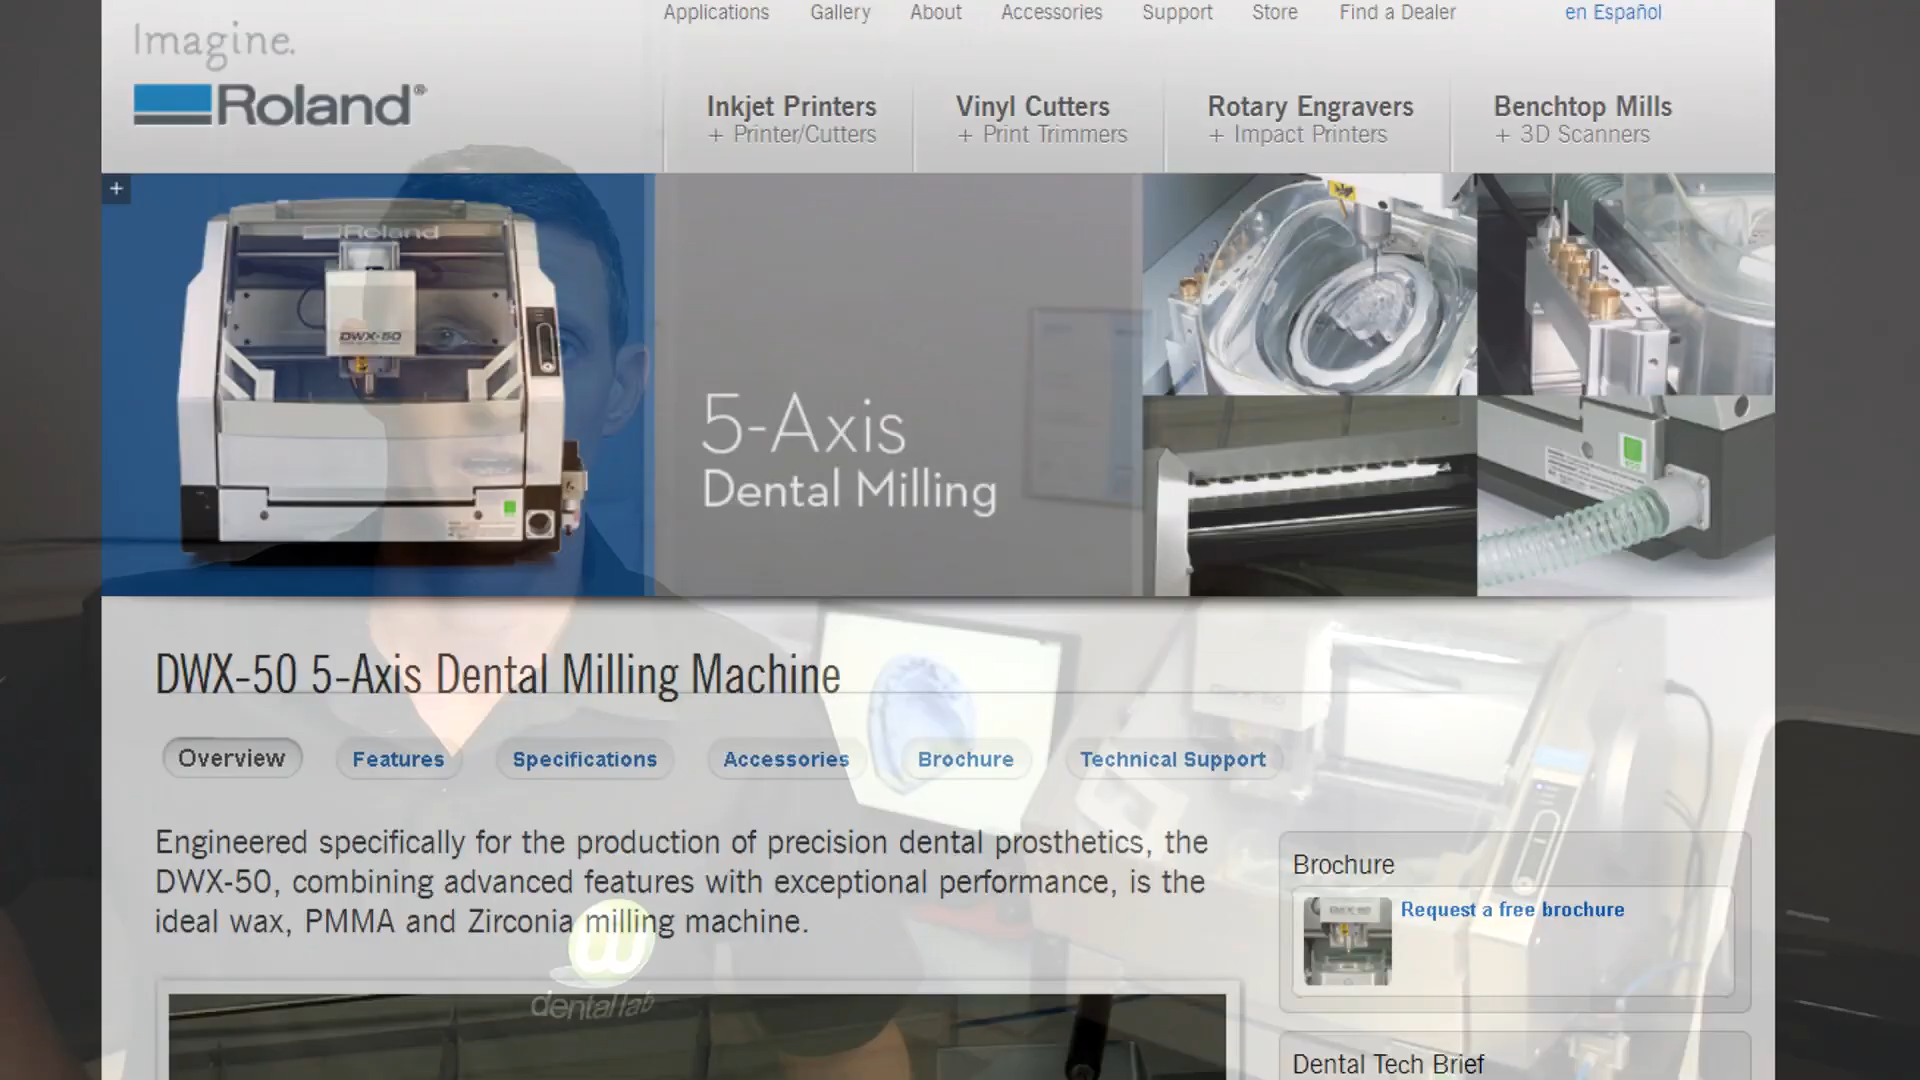 Applications Gallery About Accessories Support Store Find a Dealer en Español
Imagine.
Roland®
Inkjet Printers
+ Printer/Cutters
Vinyl Cutters
+ Print Trimmers
Rotary Engravers
+ Impact Printers
Benchtop Mills
+ 3D Scanners
+
Roland
DWX-50
5-Axis
Dental Milling
DWX-50 5-Axis Dental Milling Machine
Overview Features Specifications Accessories Brochure Technical Support
Engineered specifically for the production of precision dental prosthetics, the
DWX-50, combining advanced features with exceptional performance, is the
ideal wax, PMMA and Zirconia milling machine.
Brochure
Request a free brochure
Dental Tech Brief
@
dental lab